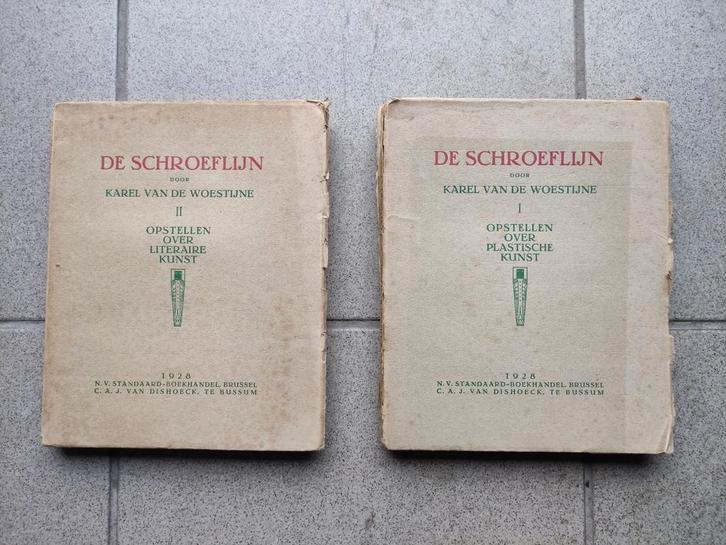 DE SCHROEFLIJN
DOOR
KAREL VAN DE WOESTIJNE
II
OPSTELLEN
OVER
LITERAIRE
KUNST
1928
N. V. STANDAARD-BOEKHANDEL, BRUSSEL
C. A. J. VAN DISHOECK, TE BUSSUM
DE SCHROEFLIJN
DOOR
KAREL VAN DE WOESTIJNE
I
OPSTELLEN
OVER
PLASTISCHE
KUNST
1928
N. V. STANDAARD-BOEKHANDEL, BRUSSEL
C. A. J. VAN DISHOECK, TE BUSSUM